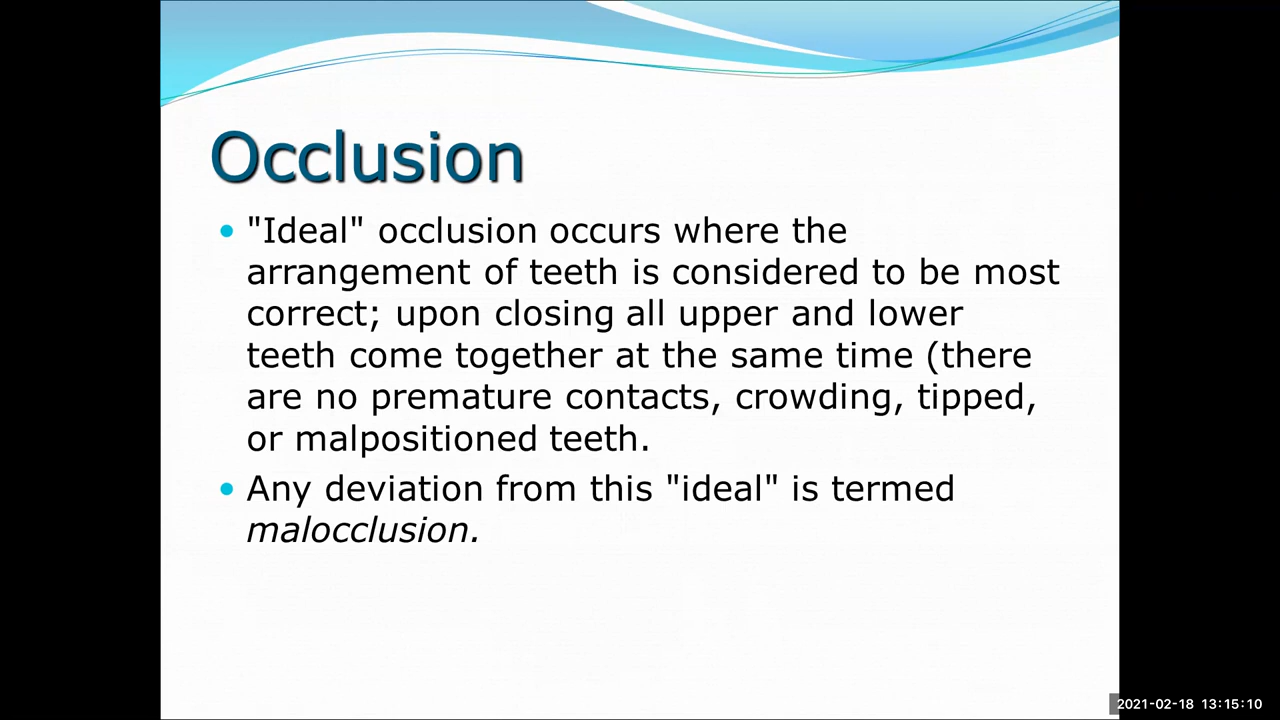 Occlusion
• "Ideal" occlusion occurs where the
arrangement of teeth is considered to be most
correct; upon closing all upper and lower
teeth come together at the same time (there
are no premature contacts, crowding, tipped,
or malpositioned teeth.
• Any deviation from this "ideal" is termed
malocclusion.
2021-02-18 13:15:10